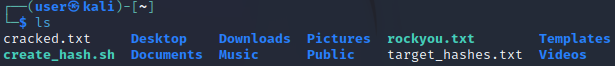 ┌──(user㉿kali)-[~]
└─$ ls
cracked.txt Desktop Downloads Pictures rockyou.txt Templates
create_hash.sh Documents Music Public target_hashes.txt Videos